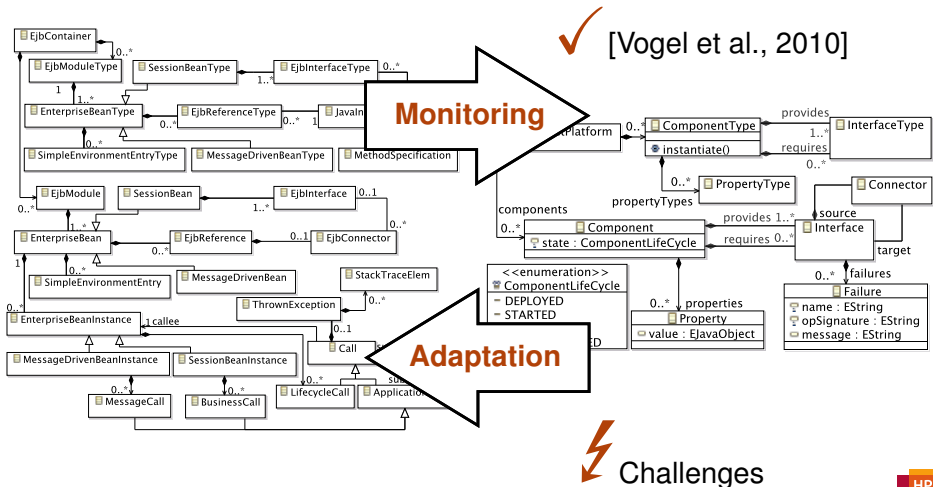 [Vogel et al., 2010]
Monitoring
Adaptation
Challenges
EjbContainer
0..*
EjbModuleType
1
1..*
SessionBeanType
1..*
EjbInterfaceType
0..*
EnterpriseBeanType
0..*
EjbReferenceType
0..*
1
0..*
SimpleEnvironmentEntryType
MessageDrivenBeanType
MethodSpecification
EjbModule
0..*
1..*
SessionBean
1..*
EjbInterface
0..1
EnterpriseBean
1
0..*
EjbReference
0..*
0..1
EjbConnector
0..*
SimpleEnvironmentEntry
MessageDrivenBean
StackTraceElem
0..*
ThrownException
0..1
0..*
EnterpriseBeanInstance
1
callee
Call
MessageDrivenBeanInstance
SessionBeanInstance
0..*
0..*
0..*
LifecycleCall
MessageCall
BusinessCall
Platform
0..*
ComponentType
instantiate()
provides
1..*
requires
0..*
InterfaceType
0..*
propertyTypes
PropertyType
Connector
components
0..*
Component
state : ComponentLifeCycle
provides 1..*
requires 0..*
source
Interface
target
<<enumeration>>
ComponentLifeCycle
DEPLOYED
STARTED
0..*
properties
Property
value : EJavaObject
0..*
failures
Failure
name : EString
opSignature : EString
message : EString
HP